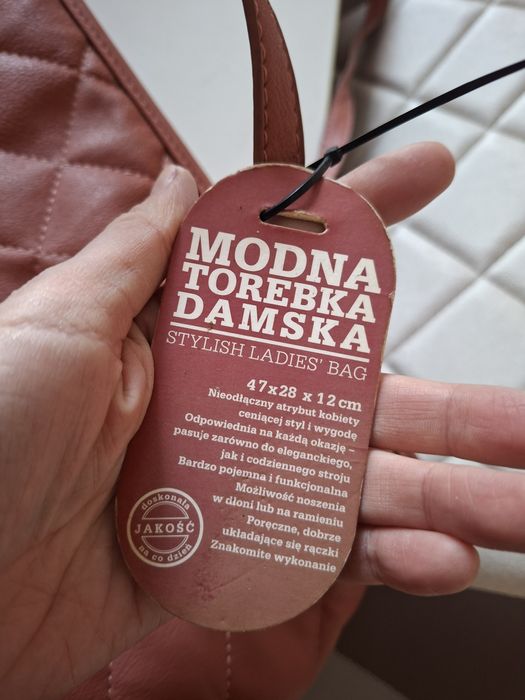 MODNA
TOREBKA
DAMSKA
STYLISH LADIES' BAG
47x28 x 12 cm
Nieodłączny atrybut kobiety
ceniącej styl i wygodę
Odpowiednia na każdą okazję –
pasuje zarówno do eleganckiego,
jak i codziennego stroju
Bardzo pojemna i funkcjonalna
Możliwość noszenia
w dłoni lub na ramieniu
Poręczne, dobrze
układające się rączki
Znakomite wykonanie
doskonała
JAKOŚĆ
na co dzień